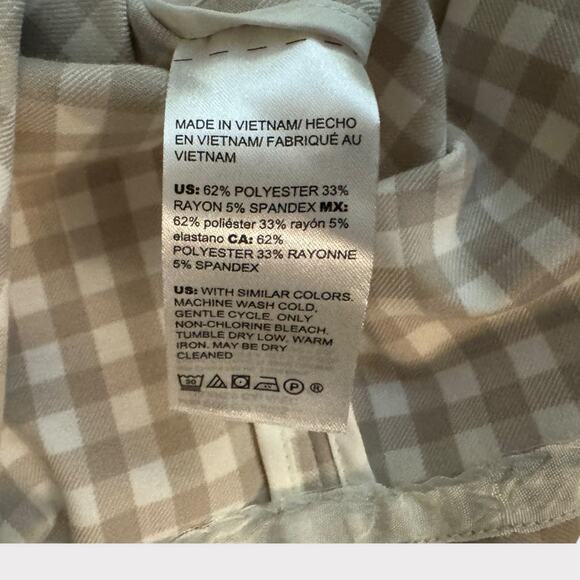 MADE IN VIETNAM/ HECHO
EN VIETNAM/ FABRIQUÉ AU
VIETNAM
US: 62% POLYESTER 33%
RAYON 5% SPANDEX MX:
62% poliéster 33% rayón 5%
elastano CA: 62%
POLYESTER 33% RAYONNE
5% SPANDEX
US: WITH SIMILAR COLORS.
MACHINE WASH COLD,
GENTLE CYCLE. ONLY
NON-CHLORINE BLEACH.
TUMBLE DRY LOW. WARM
IRON. MAY BE DRY
CLEANED
30 P ®